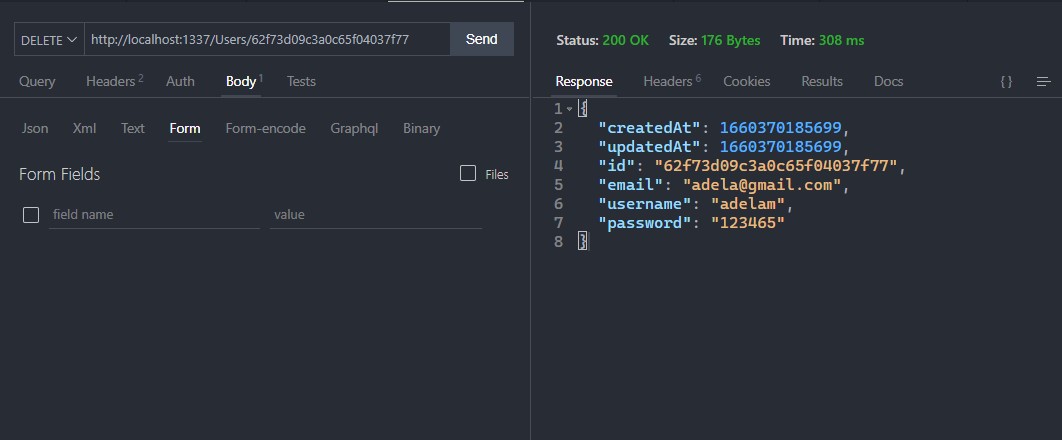 DELETE http://localhost:1337/Users/62f73d09c3a0c65f04037f77 Send
Query Headers 2 Auth Body 1 Tests
Json Xml Text Form Form-encode Graphql Binary
Form Fields Files
field name value
Status: 200 OK Size: 176 Bytes Time: 308 ms
Response Headers 6 Cookies Results Docs { }
1 {
2 "createdAt": 1660370185699,
3 "updatedAt": 1660370185699,
4 "id": "62f73d09c3a0c65f04037f77",
5 "email": "adela@gmail.com",
6 "username": "adelam",
7 "password": "123465"
8 }